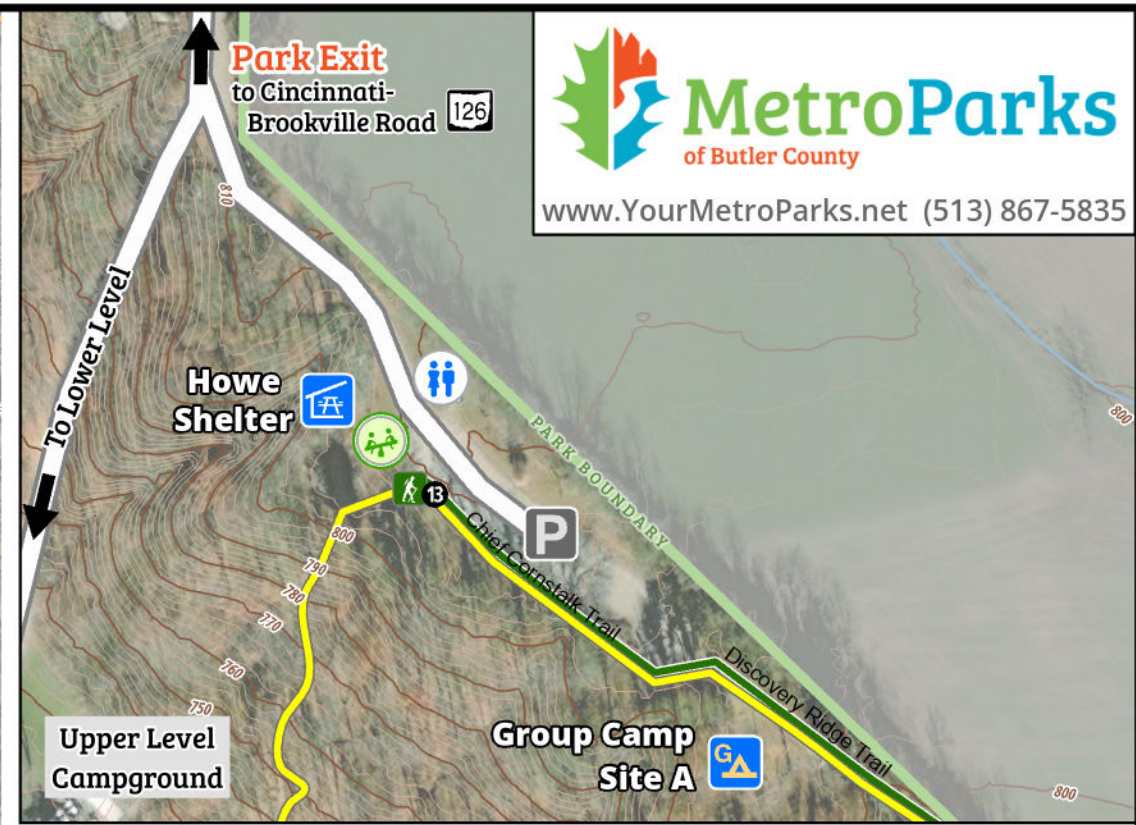 Park Exit
to Cincinnati-
Brookville Road
126
MetroParks
of Butler County
www.YourMetroParks.net (513) 867-5835
810
To Lower Level
Howe
Shelter
PARK BOUNDARY
800
13
P
Chief Cornstalk Trail
800
790
780
770
760
750
Discovery Ridge Trail
Upper Level
Campground
Group Camp
Site A
G
800